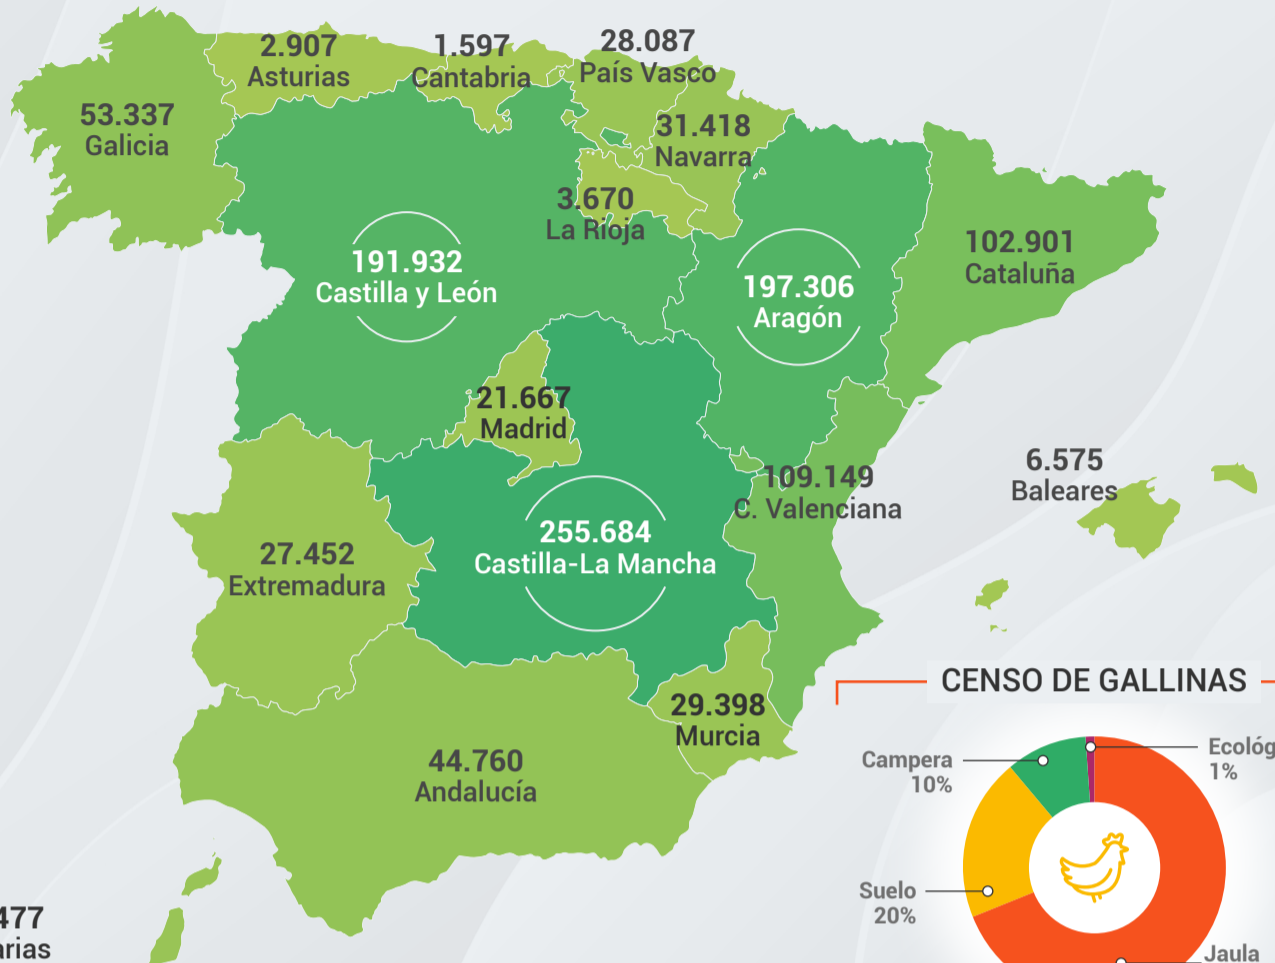 2.907
Asturias
1.597
Cantabria
28.087
País Vasco
53.337
Galicia
31.418
Navarra
3.670
La Rioja
191.932
Castilla y León
197.306
Aragón
102.901
Cataluña
21.667
Madrid
109.149
C. Valenciana
6.575
Baleares
255.684
Castilla-La Mancha
27.452
Extremadura
29.398
Murcia
44.760
Andalucía
477
arias
CENSO DE GALLINAS
Campera
10%
Ecológ
1%
Suelo
20%
Jaula